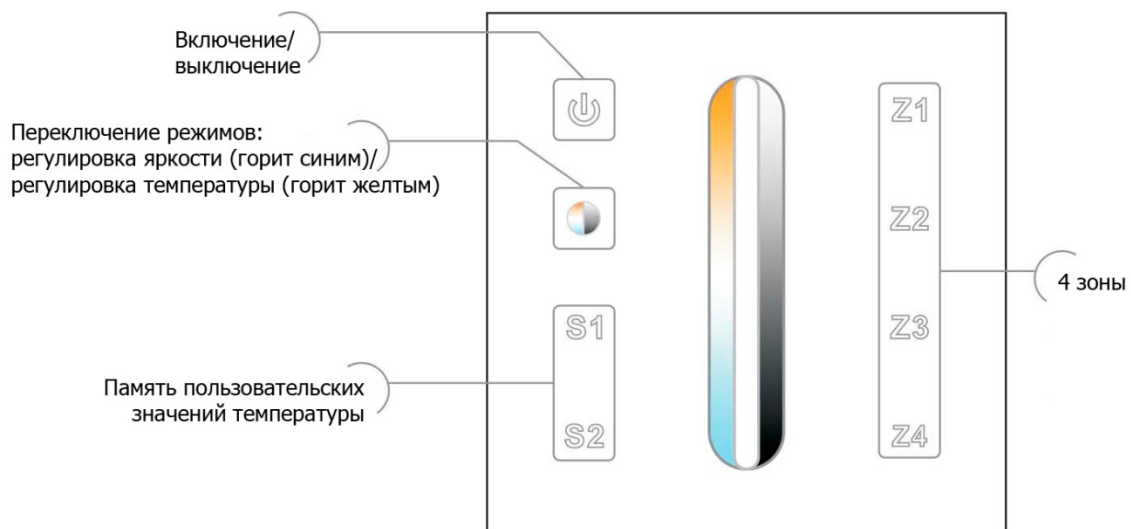 Включение/
выключение
Переключение режимов:
регулировка яркости (горит синим)/
регулировка температуры (горит желтым)
Память пользовательских
значений температуры
S1
S2
Z1
Z2
Z3
Z4
4 зоны